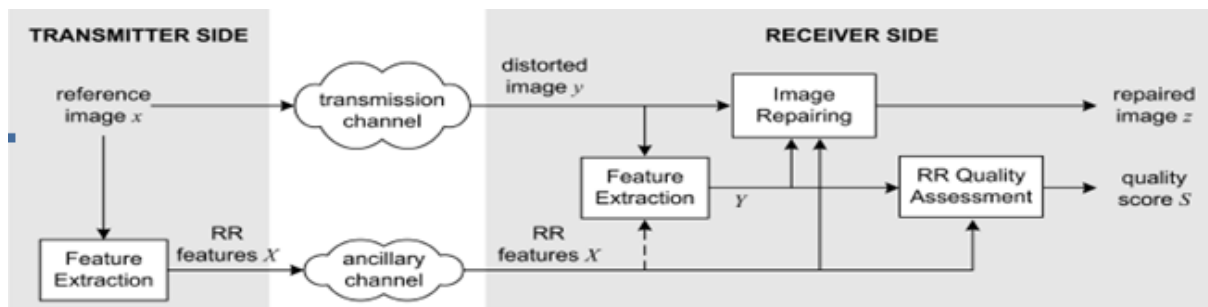 TRANSMITTER SIDE
RECEIVER SIDE
reference
image x
transmission
channel
distorted
image y
Image
Repairing
repaired
image z
Feature
Extraction
Y
RR Quality
Assessment
quality
score S
Feature
Extraction
RR
features X
ancillary
channel
RR
features X